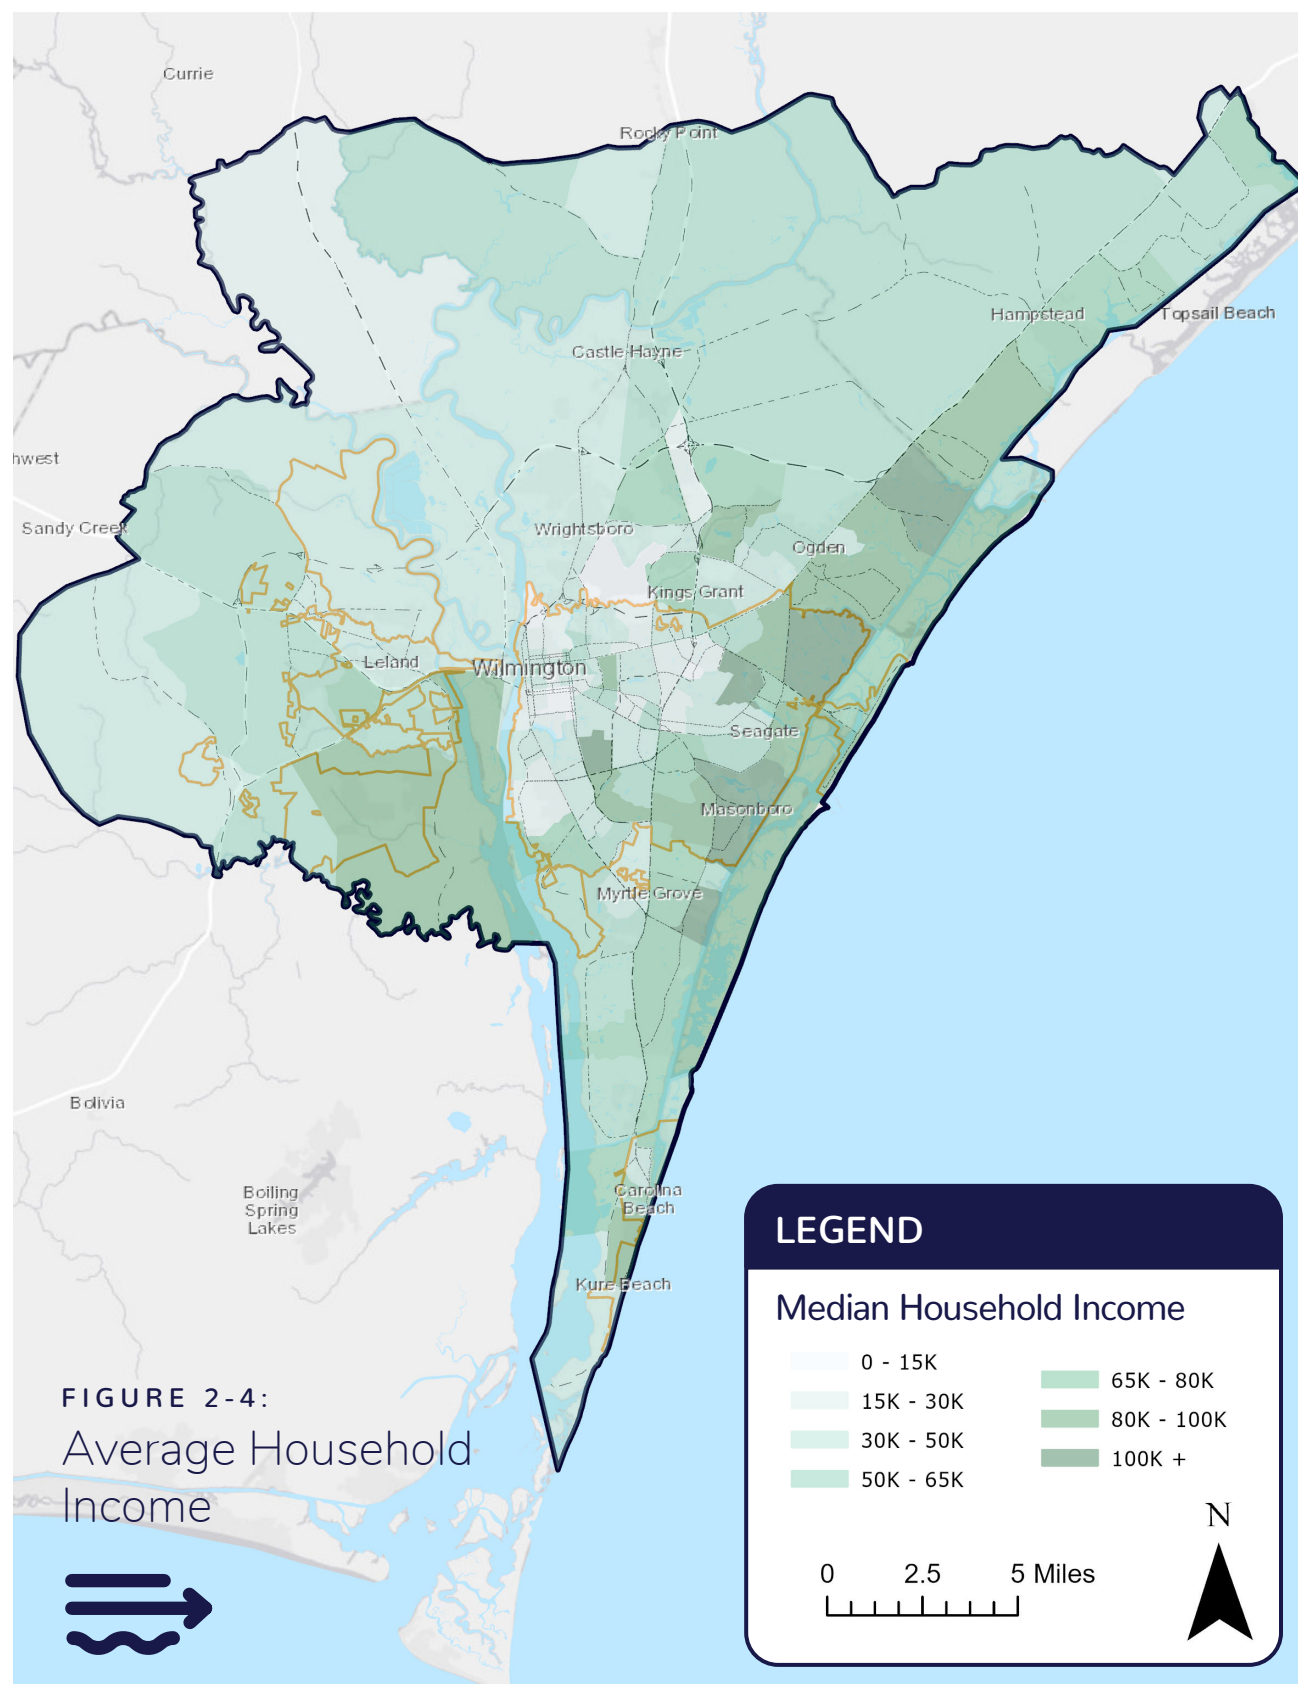 Currie
Rocky Point
Hampstead
Topsail Beach
Castle Hayne
hwest
Sandy Creek
Wrightsboro
Ogden
Kings Grant
Leland
Wilmington
Seagate
Masonboro
Myrtle Grove
Bolivia
Boiling
Spring
Lakes
Carolina
Beach
Kure Beach
FIGURE 2-4:
Average Household
Income
LEGEND
Median Household Income
0 - 15K
15K - 30K
30K - 50K
50K - 65K
65K - 80K
80K - 100K
100K +
N
0 2.5 5 Miles